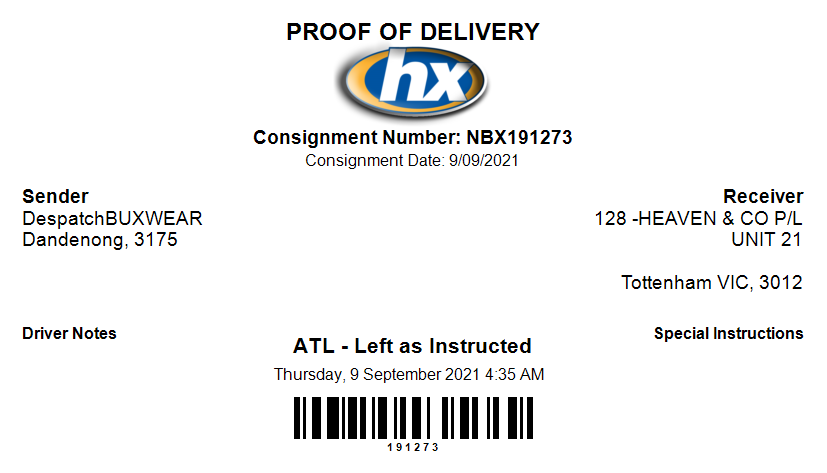 PROOF OF DELIVERY
hx
Consignment Number: NBX191273
Consignment Date: 9/09/2021
Sender
DespatchBUXWEAR
Dandenong, 3175
Receiver
128 -HEAVEN & CO P/L
UNIT 21
Tottenham VIC, 3012
Driver Notes
Special Instructions
ATL - Left as Instructed
Thursday, 9 September 2021 4:35 AM
191273